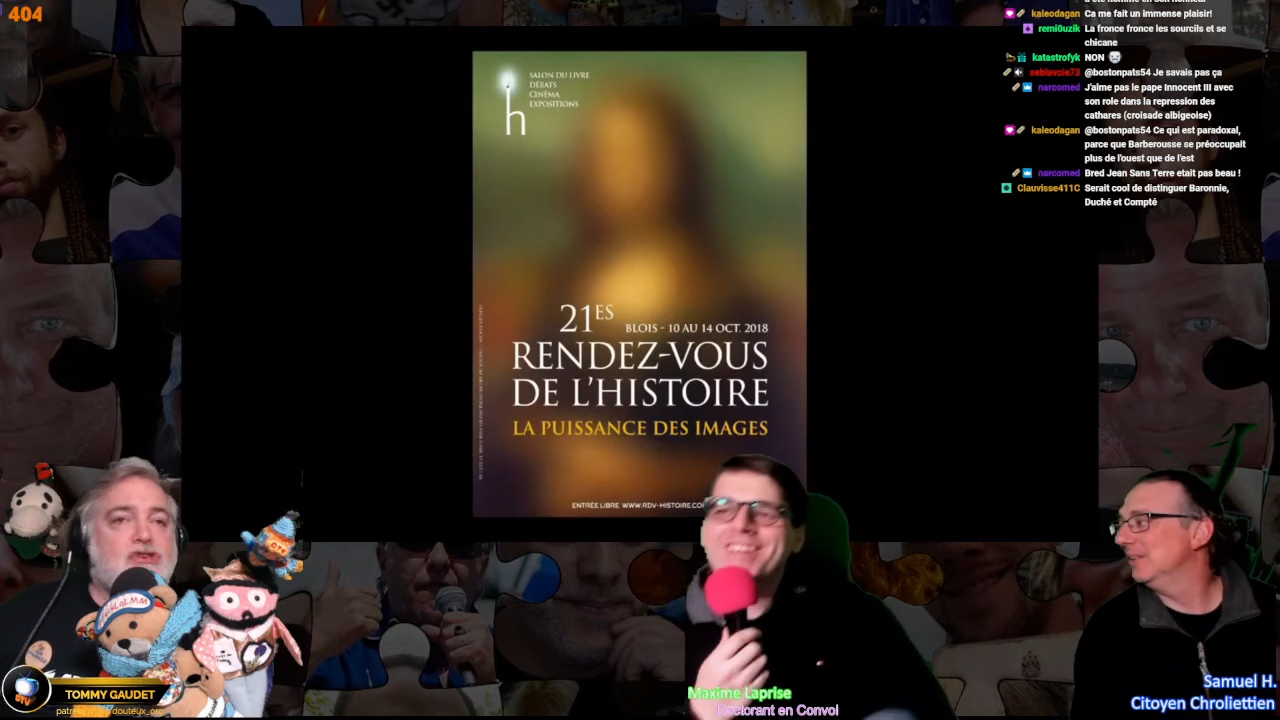 404
kaleodagan Ca me fait un immense plaisir!
remi0uzik La fronce fronce les sourcils et se
chicane
katastrofyk NON
@bostonpats54 Je savais pas ça
narcomed J'aime pas le pape Innocent III avec
son role dans la repression des
cathares (croisade albigeoise)
kaleodagan @bostonpats54 Ce qui est paradoxal,
parce que Barberousse se préoccupait
plus de l'ouest que de l'est
narcomed Bred Jean Sans Terre etait pas beau !
Clauvisse411C Serait cool de distinguer Baronnie,
Duché et Compté
SALON DU LIVRE
DÉBATS
CINÉMA
EXPOSITIONS
h
21ES
BLOIS - 10 AU 14 OCT. 2018
RENDEZ-VOUS
DE L'HISTOIRE
LA PUISSANCE DES IMAGES
ENTRÉE LIBRE WWW.RDV-HISTOIRE.CO
TOMMY GAUDET
Maxime Laprise
Doctorant en Convoi
Samuel H.
Citoyen Chroliettien